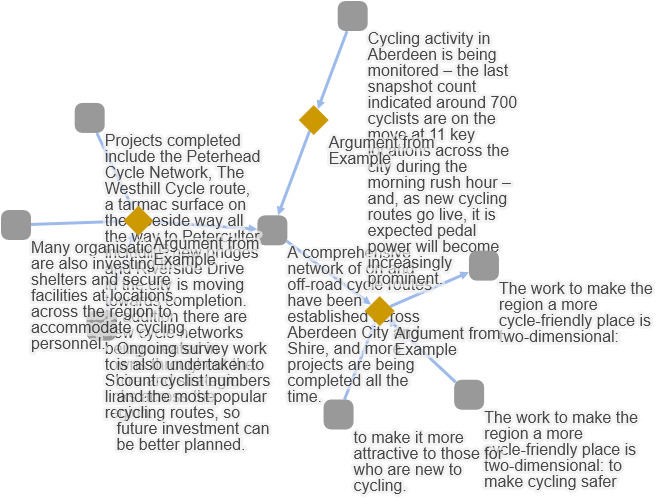 Cycling activity in
Aberdeen is being
monitored – the last
snapshot count
indicated around 700
cyclists are on the
move at 11 key
locations across the
city during the
morning rush hour –
and, as new cycling
routes go live, it is
expected pedal
power will become
increasingly
prominent.
Argument from
Example
Projects completed
include the Peterhead
Cycle Network, The
Westhill Cycle route,
a tarmac surface on
the Deeside way all
the way to Peterculter
bridges
and Riverside Drive
is moving
towards completion.
there are
cycle networks
Many organisations
are also investing
shelters and secure
facilities at locations
across the region to
accommodate cycling
personnel.
Argument from
Example
Ongoing survey work
is also undertaken to
count cyclist numbers
and the most popular
cycling routes, so
future investment can
be better planned.
A comprehensive
network of on and
off-road cycle routes
have been
established across
Aberdeen City
Shire, and more
projects are being
completed all the
time.
Argument from
Example
The work to make the
region a more
cycle-friendly place is
two-dimensional:
to make it more
attractive to those for
who are new to
cycling.
The work to make the
region a more
cycle-friendly place is
two-dimensional: to
make cycling safer